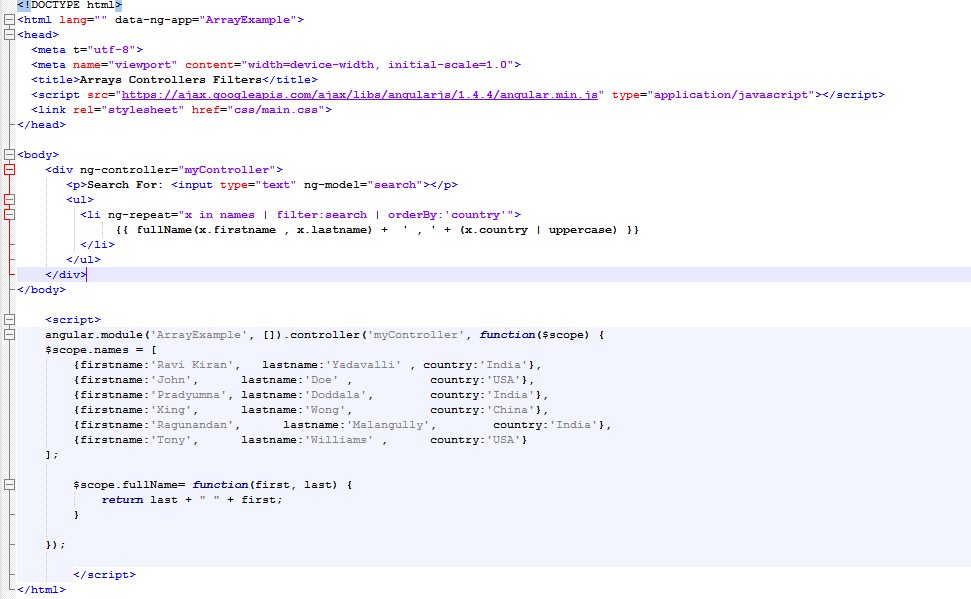 <!DOCTYPE html>
<html lang="" data-ng-app="ArrayExample">
<head>
<meta t="utf-8">
<meta name="viewport" content="width=device-width, initial-scale=1.0">
<title>Arrays Controllers Filters</title>
<script src="https://ajax.googleapis.com/ajax/libs/angularjs/1.4.4/angular.min.js" type="application/javascript"></script>
<link rel="stylesheet" href="css/main.css">
</head>
<body>
<div ng-controller="myController">
<p>Search For: <input type="text" ng-model="search"></p>
<ul>
<li ng-repeat="x in names | filter:search | orderBy:'country'">
{{ fullName(x.firstname , x.lastname) + ' , ' + (x.country | uppercase) }}
</li>
</ul>
</div>
</body>
<script>
angular.module('ArrayExample', []).controller('myController', function($scope) {
$scope.names = [
{firstname:'Ravi Kiran', lastname:'Yadavalli' , country:'India'},
{firstname:'John', lastname:'Doe' , country:'USA'},
{firstname:'Pradyumna', lastname:'Doddala', country:'India'},
{firstname:'Xing', lastname:'Wong', country:'China'},
{firstname:'Ragunandan', lastname:'Malangully', country:'India'},
{firstname:'Tony', lastname:'Williams' , country:'USA'}
];
$scope.fullName= function(first, last) {
return last + " " + first;
}
});
</script>
</html>